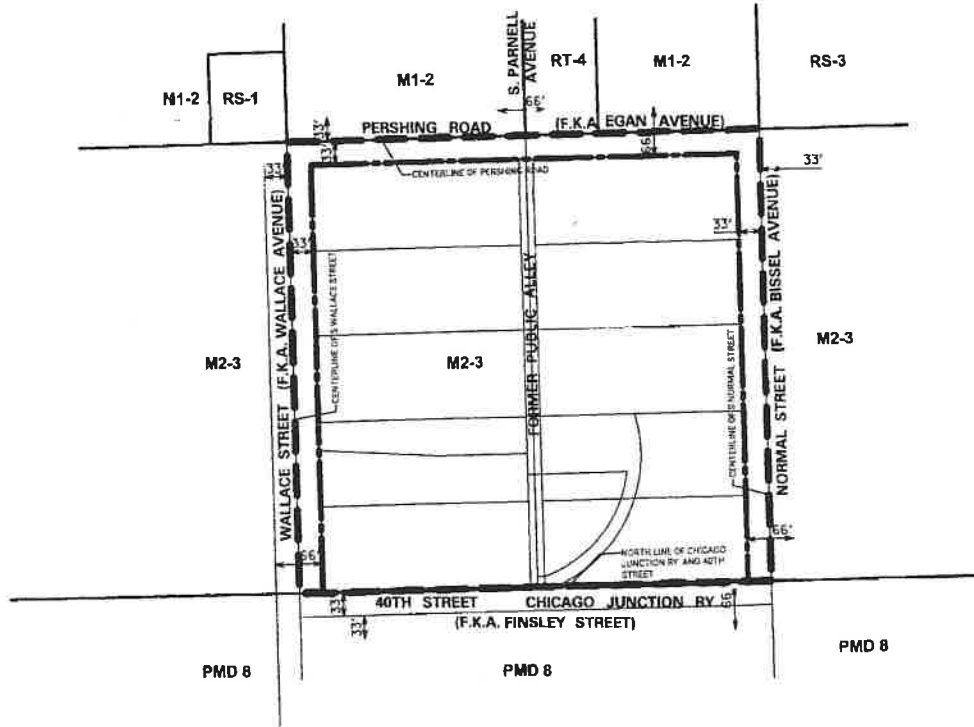 S. PARNELL
AVENUE
M1-2
RT-4
M1-2
RS-3
N1-2
RS-1
66'
33'
PERSHING ROAD
(F.K.A. EGAN AVENUE)
33'
66'
CENTERLINE OF PERSHING ROAD
33'
33'
33'
33'
WALLACE STREET (F.K.A. WALLACE AVENUE)
CENTERLINE OF S WALLACE STREET
FORMER PUBLIC ALLEY
CENTERLINE OF S NORMAL STREET
NORMAL STREET (F.K.A. BISSEL AVENUE)
M2-3
M2-3
M2-3
66'
66'
NORTH LINE OF CHICAGO
JUNCTION RY AND 40TH
STREET
33'
40TH STREET
CHICAGO JUNCTION RY
66'
33'
(F.K.A. FINSLEY STREET)
PMD 8
PMD 8
PMD 8